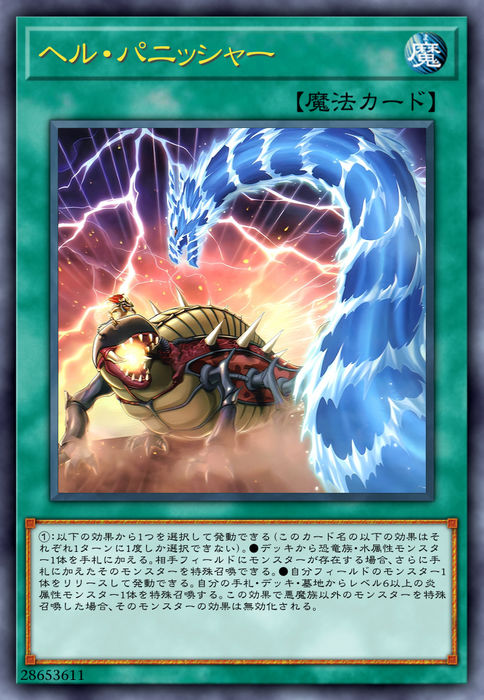 ヘル・パニッシャー
魔
【魔法カード】
①：以下の効果から1つを選択して発動できる（このカード名の以下の効果はそ
れぞれ1ターンに1度しか選択できない）。●デッキから恐竜族・水属性モンスタ
ー1体を手札に加える。相手フィールドにモンスターが存在する場合、さらに手
札に加えたそのモンスターを特殊召喚できる。●自分フィールドのモンスター1
体をリリースして発動できる。自分の手札・デッキ・墓地からレベル6以上の炎
属性モンスター1体を特殊召喚する。この効果で悪魔族以外のモンスターを特殊
召喚した場合、そのモンスターの効果は無効化される。
28653611